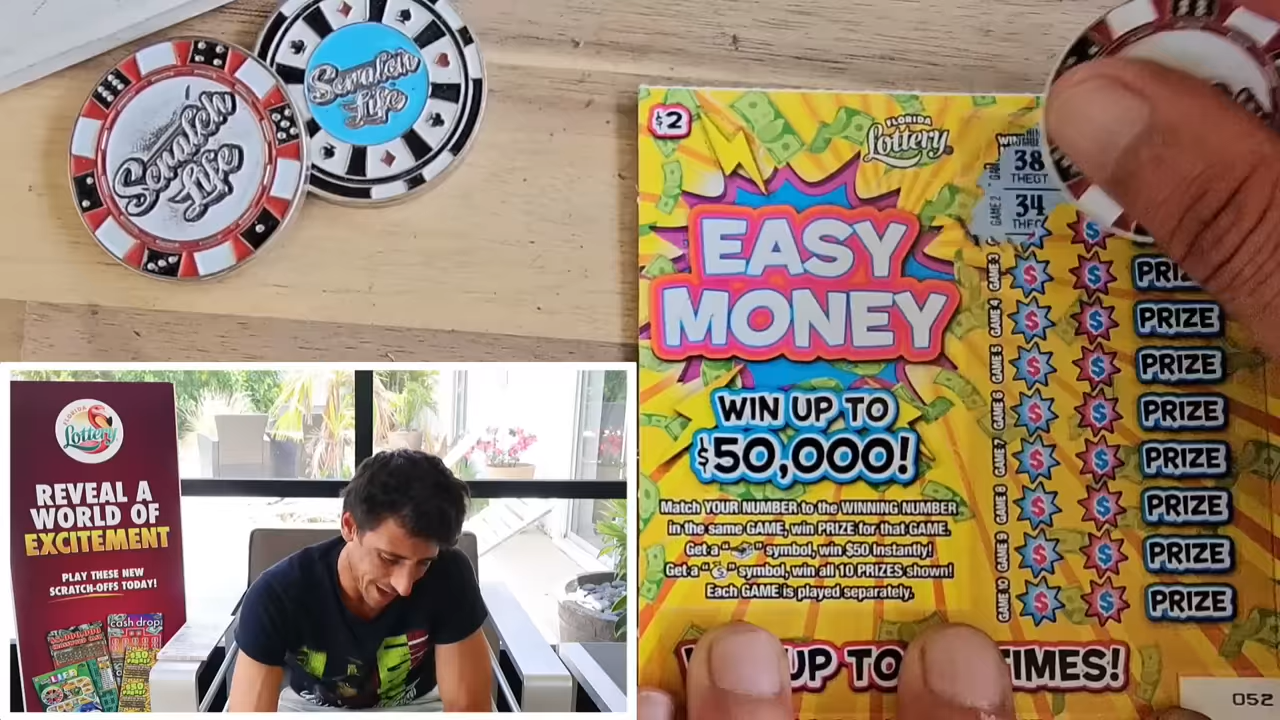 Scratch
Life
Scratch
Life
$2
FLORIDA
Lottery
EASY
MONEY
WIN UP TO
$50,000!
Match YOUR NUMBER to the WINNING NUMBER
in the same GAME, win PRIZE for that GAME.
Get a " " symbol, win $50 Instantly!
Get a " " symbol, win all 10 PRIZES shown!
Each GAME is played separately.
UP TO TIMES!
38
THEGT
GAME 2
34
GAME 3
GAME 4 $ $ PRIZE
GAME 5 $ $ PRIZE
GAME 6 $ $ PRIZE
GAME 7 $ $ PRIZE
GAME 8 $ $ PRIZE
GAME 9 $ $ PRIZE
GAME 10 $ $ PRIZE
052
FLORIDA
Lottery
REVEAL A
WORLD OF
EXCITEMENT
PLAY THESE NEW
SCRATCH-OFFS TODAY!
cash drop